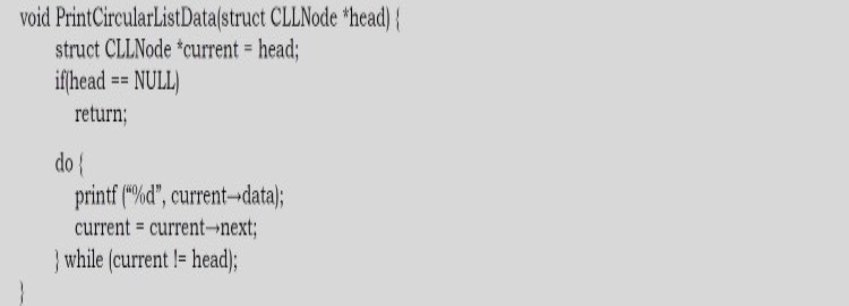 void PrintCircularListData(struct CLLNode *head) {
struct CLLNode *current = head;
if(head == NULL)
return;
do {
printf (“%d”, current→data);
current = current→next;
} while (current != head);
}